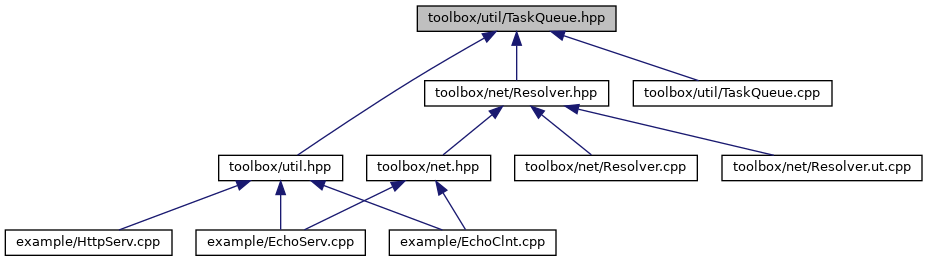 toolbox/util/TaskQueue.hpp
toolbox/net/Resolver.hpp
toolbox/util/TaskQueue.cpp
toolbox/util.hpp
toolbox/net.hpp
toolbox/net/Resolver.cpp
toolbox/net/Resolver.ut.cpp
example/HttpServ.cpp
example/EchoServ.cpp
example/EchoClnt.cpp